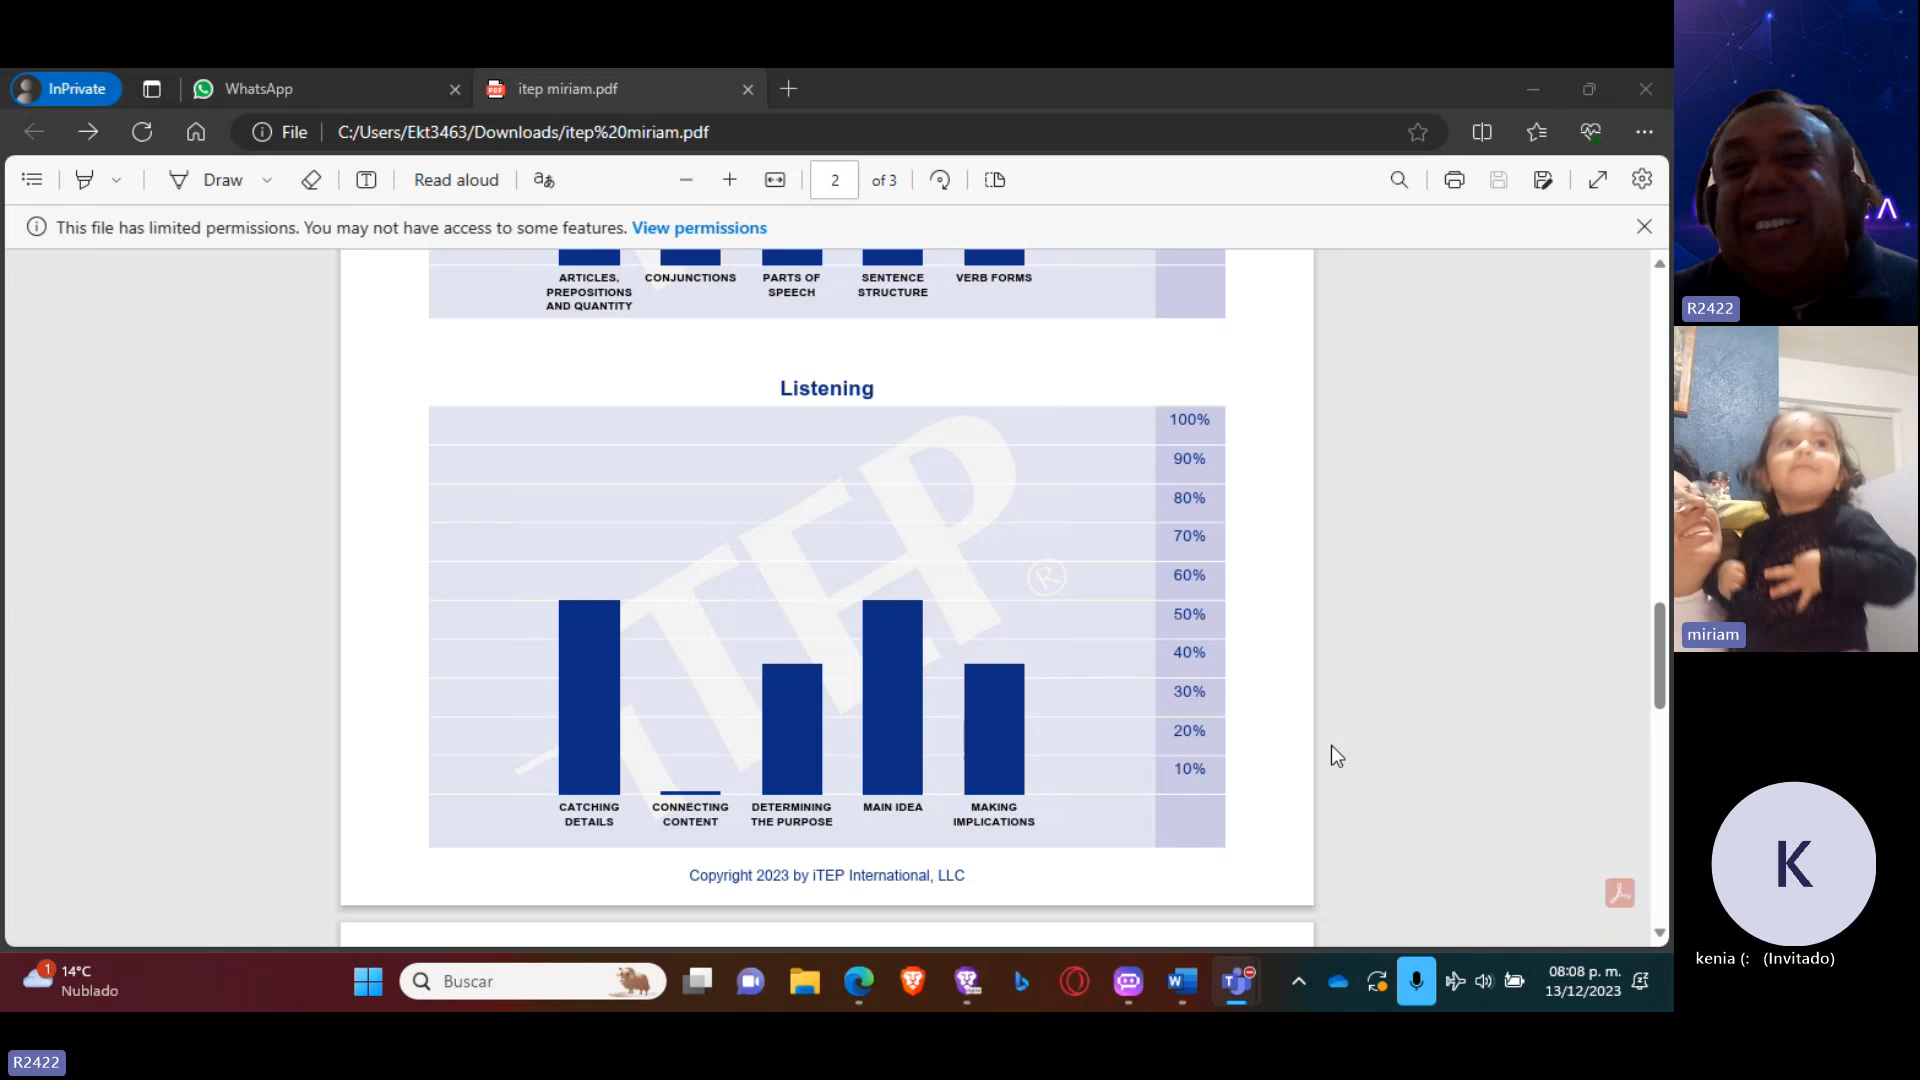 InPrivate
WhatsApp
itep miriam.pdf
File
C:/Users/Ekt3463/Downloads/itep%20miriam.pdf
Draw
Read aloud
2
of 3
This file has limited permissions. You may not have access to some features. View permissions
ARTICLES, PREPOSITIONS AND QUANTITY
CONJUNCTIONS
PARTS OF SPEECH
SENTENCE STRUCTURE
VERB FORMS
Listening
iTEP®
100%
90%
80%
70%
60%
50%
40%
30%
20%
10%
CATCHING DETAILS
CONNECTING CONTENT
DETERMINING THE PURPOSE
MAIN IDEA
MAKING IMPLICATIONS
Copyright 2023 by iTEP International, LLC
1
14°C
Nublado
Buscar
08:08 p. m.
13/12/2023
R2422
miriam
K
kenia (: (Invitado)
R2422